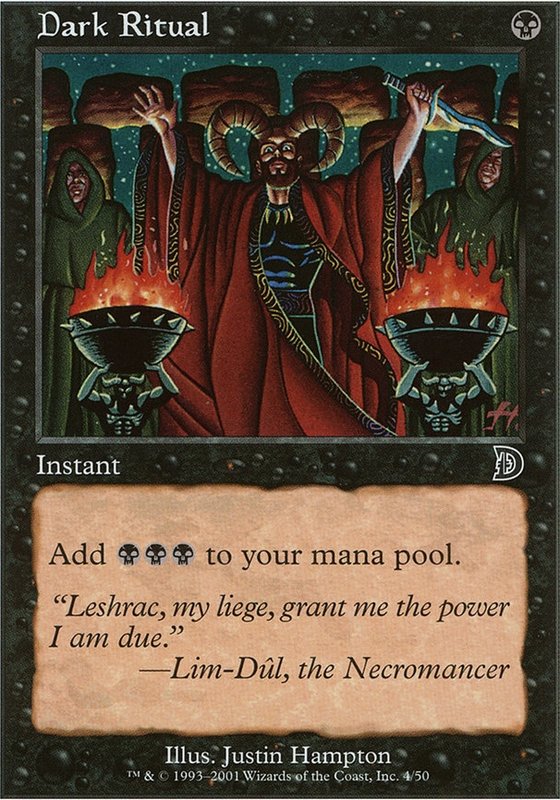 Dark Ritual
Instant
Add to your mana pool.
“Leshrac, my liege, grant me the power
I am due.”
—Lim-Dûl, the Necromancer
Illus. Justin Hampton
™ & © 1993–2001 Wizards of the Coast, Inc. 4/50